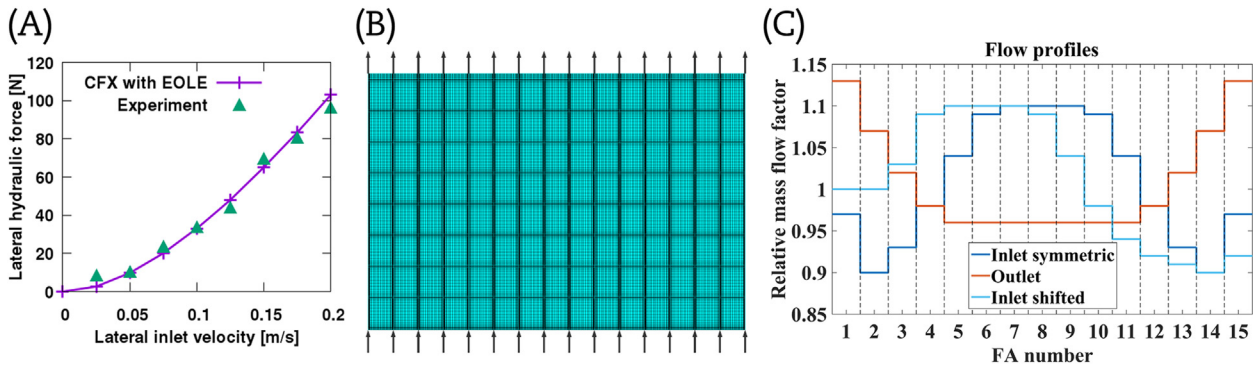 (A)
(B)
(C)
120
100
80
60
40
20
0
Lateral hydraulic force [N]
CFX with EOLE
Experiment
0 0.05 0.1 0.15 0.2
Lateral inlet velocity [m/s]
Flow profiles
1.15
1.1
1.05
1
0.95
0.9
0.85
Relative mass flow factor
Inlet symmetric
Outlet
Inlet shifted
1 2 3 4 5 6 7 8 9 10 11 12 13 14 15
FA number